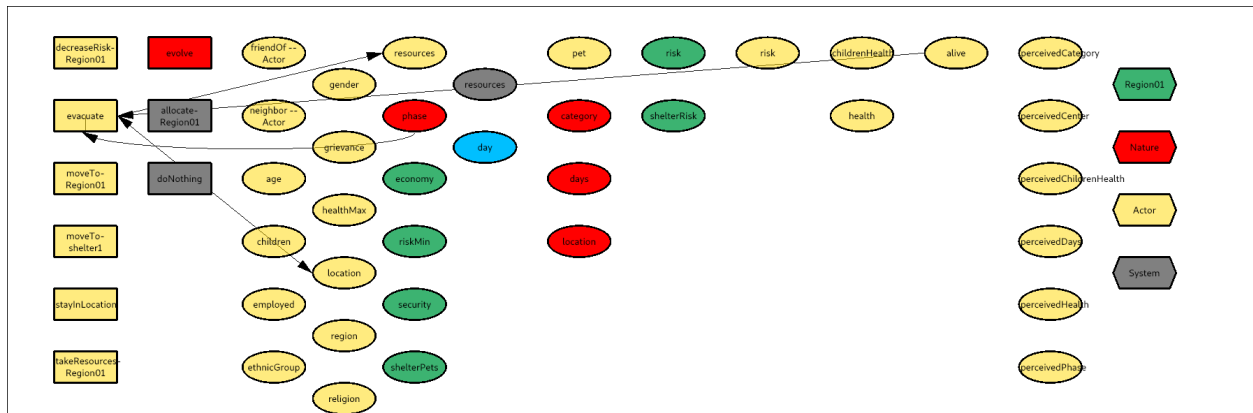 decreaseRisk-
Region01
evolve
friendOf --
Actor
resources
pet
risk
risk
childrenHealth
alive
perceivedCategory
gender
resources
Region01
evacuate
allocate-
Region01
neighbor --
Actor
phase
category
shelterRisk
health
perceivedCenter
grievance
day
Nature
moveTo-
Region01
doNothing
age
economy
days
perceivedChildrenHealth
healthMax
Actor
moveTo-
shelter1
children
riskMin
location
perceivedDays
location
System
stayInLocation
employed
security
perceivedHealth
region
takeResources-
Region01
ethnicGroup
shelterPets
perceivedPhase
religion